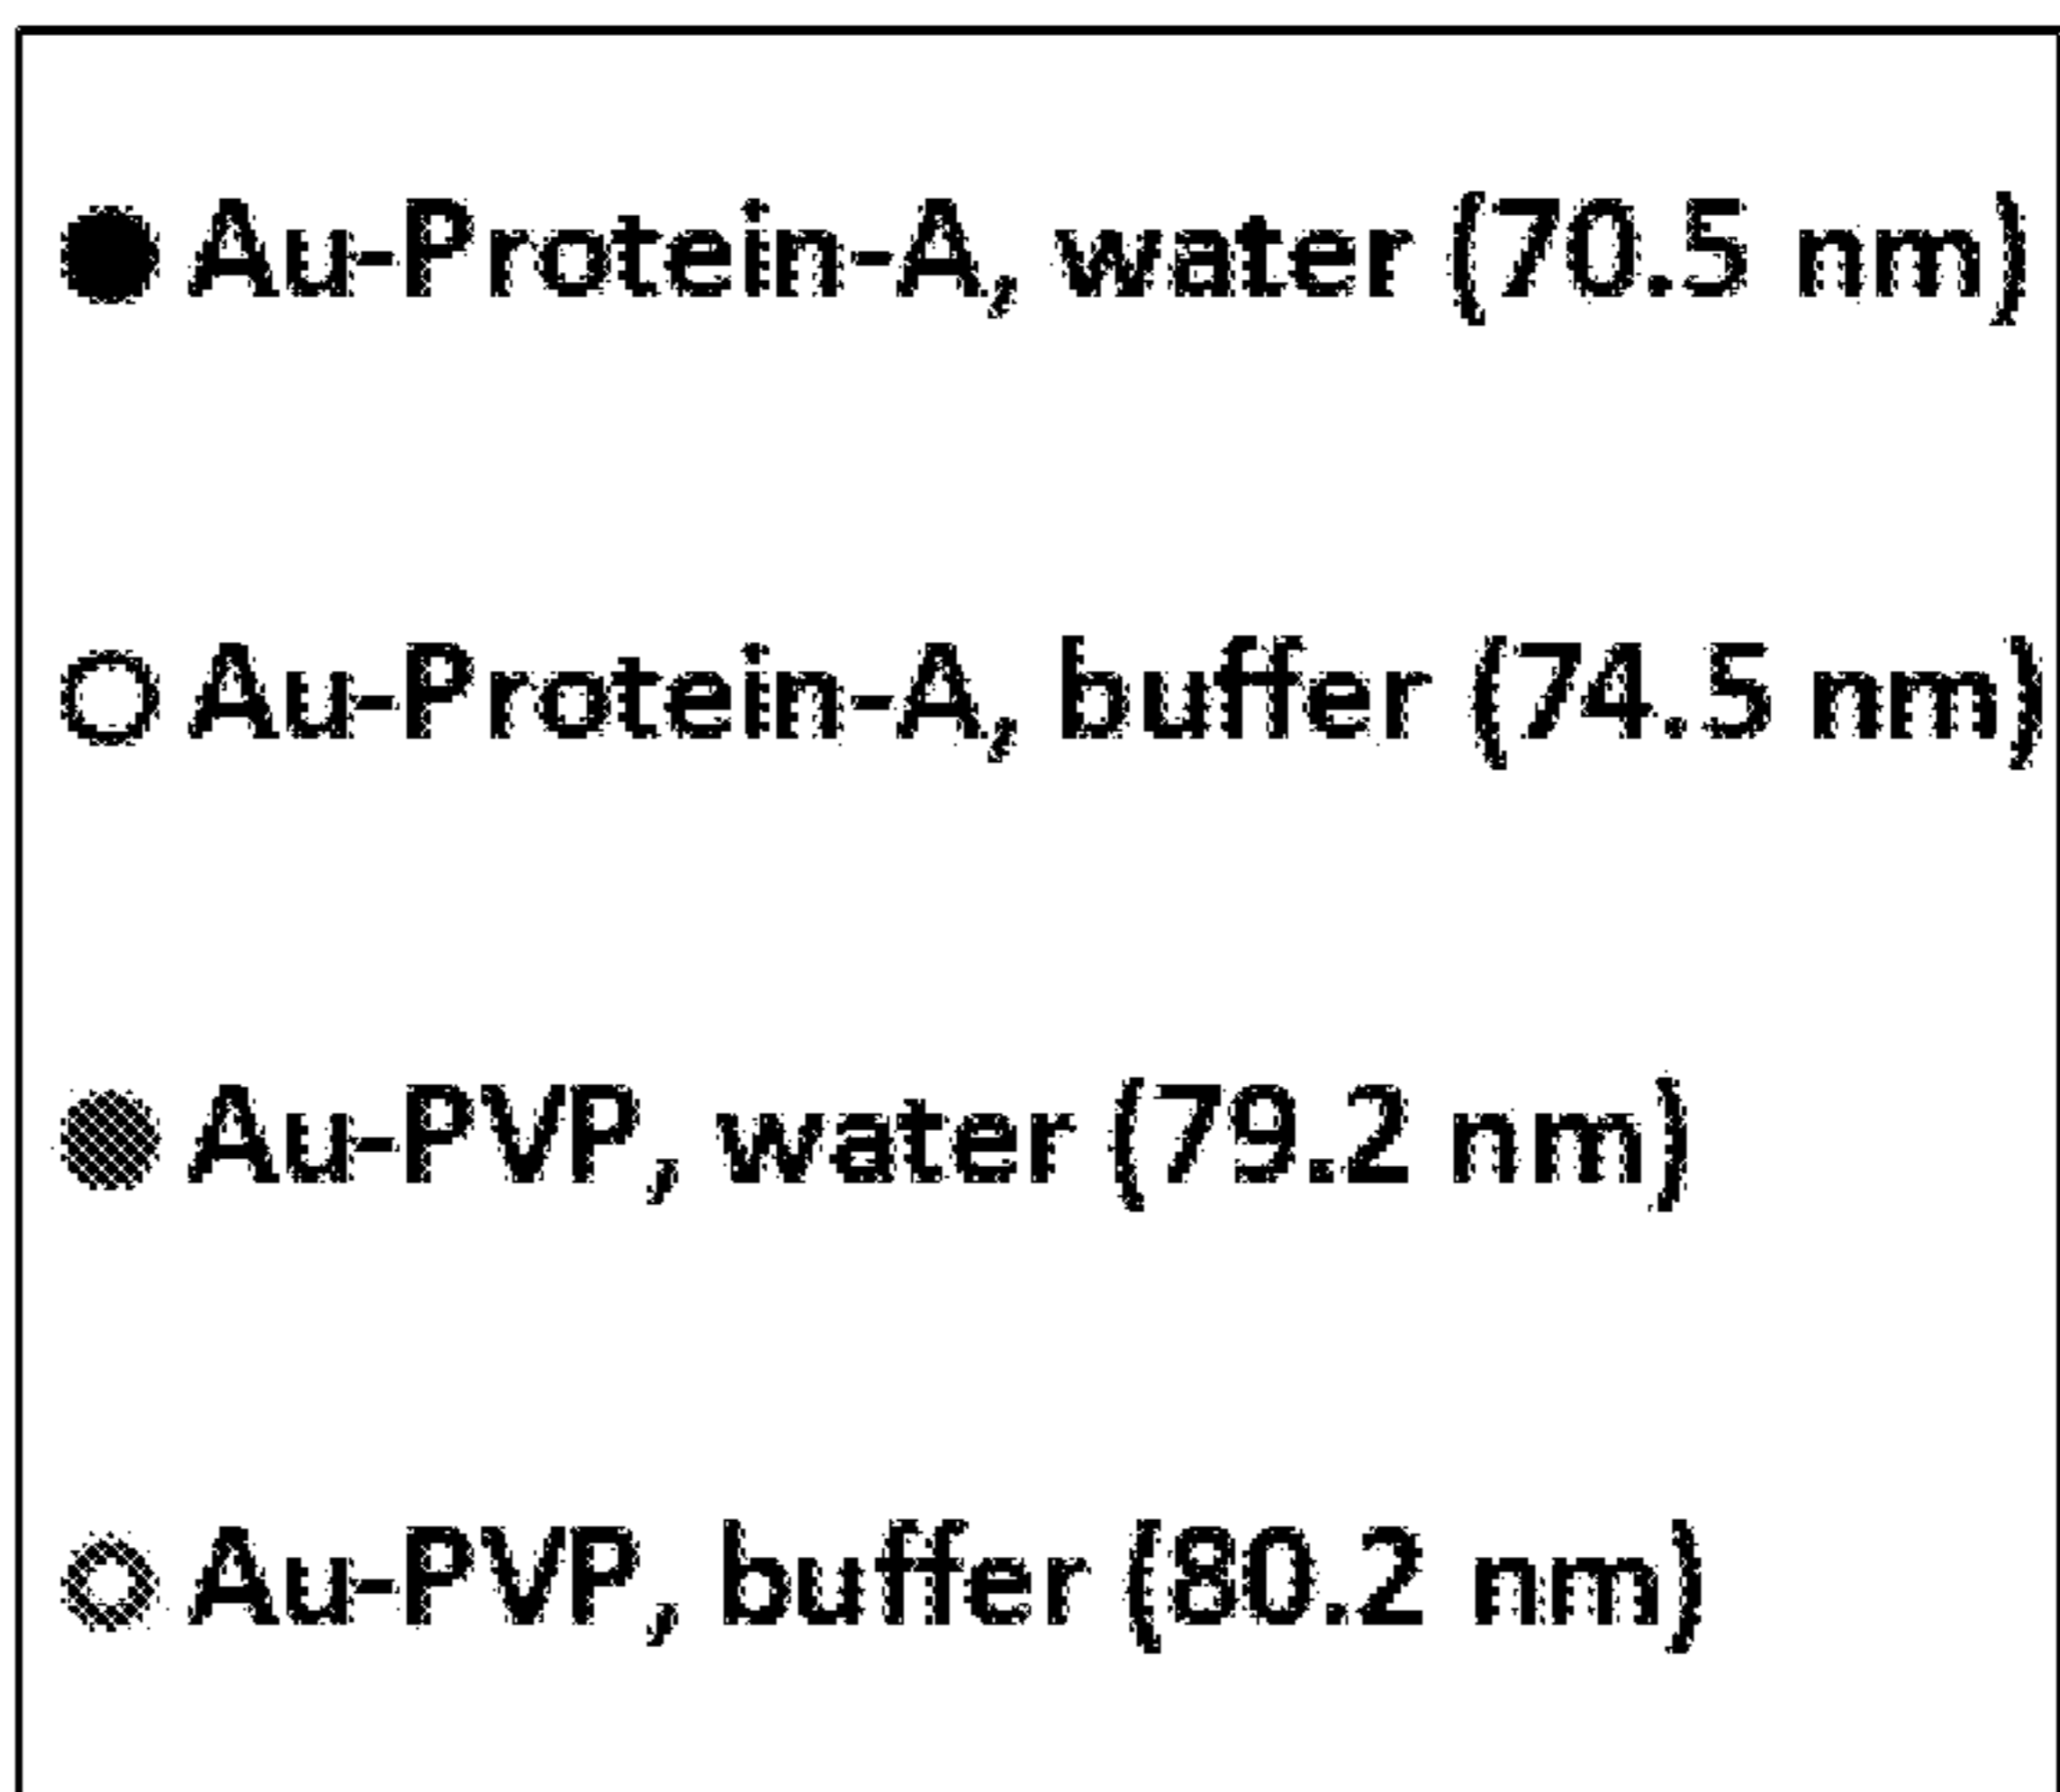 Au-Protein-A, water (70.5 nm)
Au-Protein-A, buffer (74.5 nm)
Au-PVP, water (79.2 nm)
Au-PVP, buffer (80.2 nm)